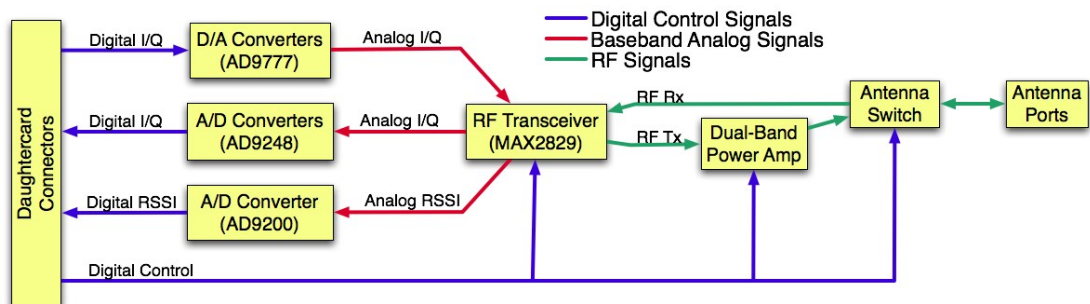 Digital Control Signals
Baseband Analog Signals
RF Signals
Daughtercard
Connectors
Digital I/Q
D/A Converters
(AD9777)
Analog I/Q
Digital I/Q
A/D Converters
(AD9248)
Analog I/Q
RF Transceiver
(MAX2829)
RF Rx
RF Tx
Dual-Band
Power Amp
Antenna
Switch
Antenna
Ports
Digital RSSI
A/D Converter
(AD9200)
Analog RSSI
Digital Control